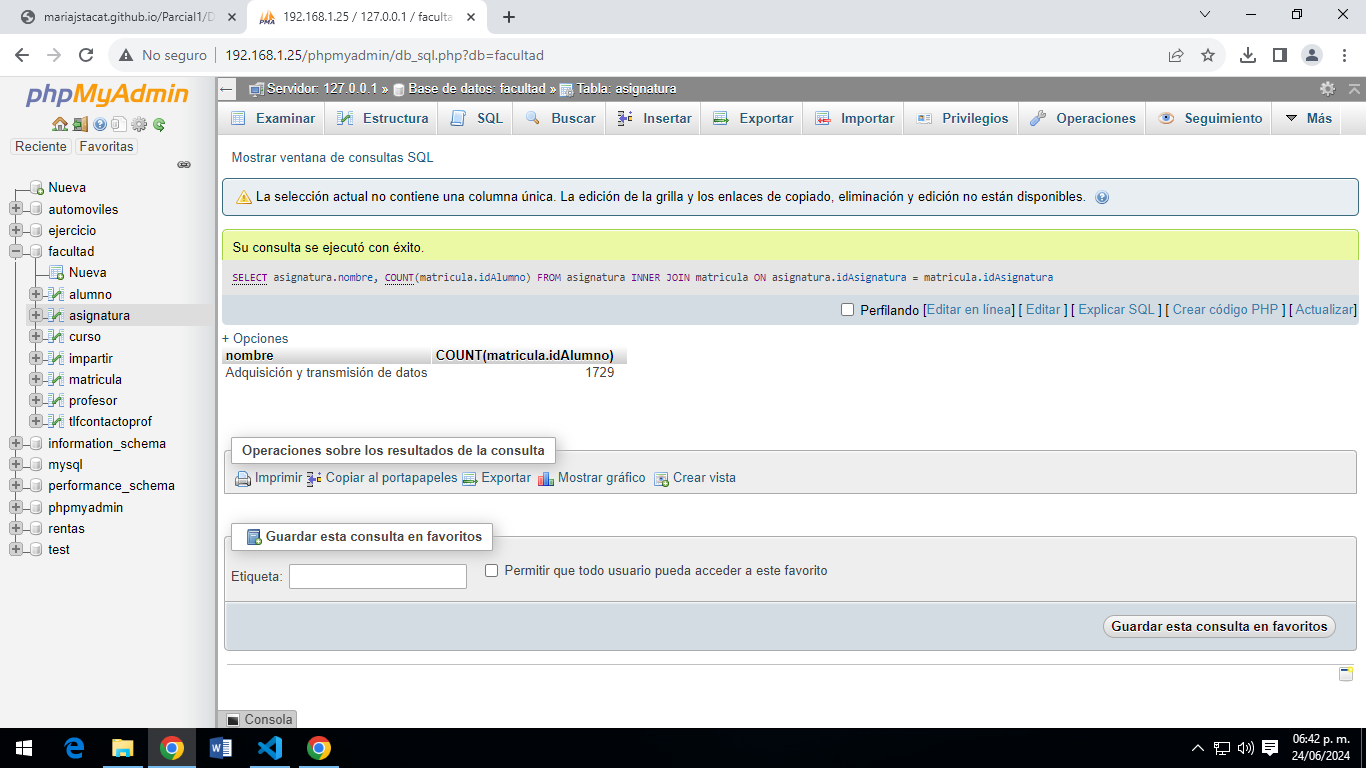 mariajstacat.github.io/Parcial1/D
192.168.1.25 / 127.0.0.1 / faculta
No seguro
192.168.1.25/phpmyadmin/db_sql.php?db=facultad
phpMyAdmin
Reciente Favoritas
Nueva
automoviles
ejercicio
facultad
Nueva
alumno
asignatura
curso
impartir
matricula
profesor
tlfcontactoprof
information_schema
mysql
performance_schema
phpmyadmin
rentas
test
Servidor: 127.0.0.1 » Base de datos: facultad » Tabla: asignatura
Examinar Estructura SQL Buscar Insertar Exportar Importar Privilegios Operaciones Seguimiento Más
Mostrar ventana de consultas SQL
La selección actual no contiene una columna única. La edición de la grilla y los enlaces de copiado, eliminación y edición no están disponibles.
Su consulta se ejecutó con éxito.
SELECT asignatura.nombre, COUNT(matricula.idAlumno) FROM asignatura INNER JOIN matricula ON asignatura.idAsignatura = matricula.idAsignatura
Perfilando [Editar en línea] [ Editar ] [ Explicar SQL ] [ Crear código PHP ] [ Actualizar]
+ Opciones
nombre COUNT(matricula.idAlumno)
Adquisición y transmisión de datos 1729
Operaciones sobre los resultados de la consulta
Imprimir Copiar al portapapeles Exportar Mostrar gráfico Crear vista
Guardar esta consulta en favoritos
Etiqueta: Permitir que todo usuario pueda acceder a este favorito
Guardar esta consulta en favoritos
Consola
06:42 p. m.
24/06/2024